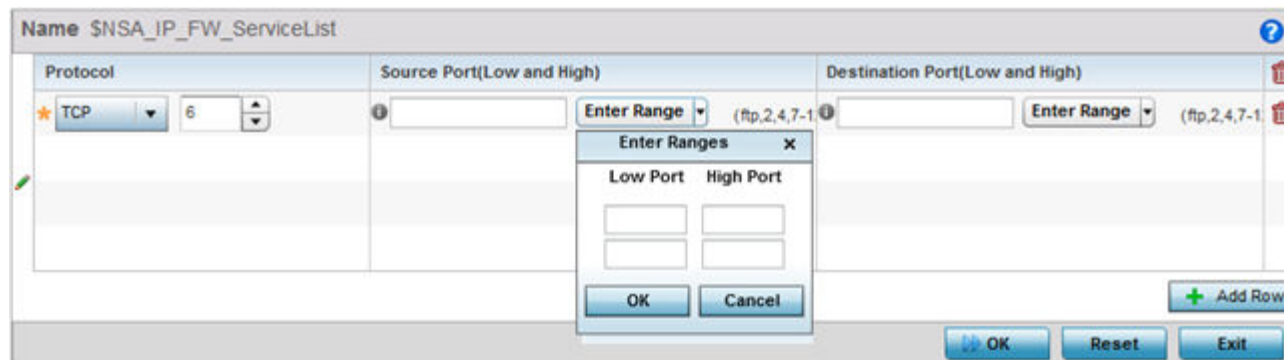 Name $NSA_IP_FW_ServiceList ?
Protocol Source Port(Low and High) Destination Port(Low and High)
* TCP 6 Enter Range (ftp,2,4,7-1 Enter Range (ftp,2,4,7-1
Enter Ranges x
Low Port High Port
OK Cancel
+ Add Row
OK Reset Exit